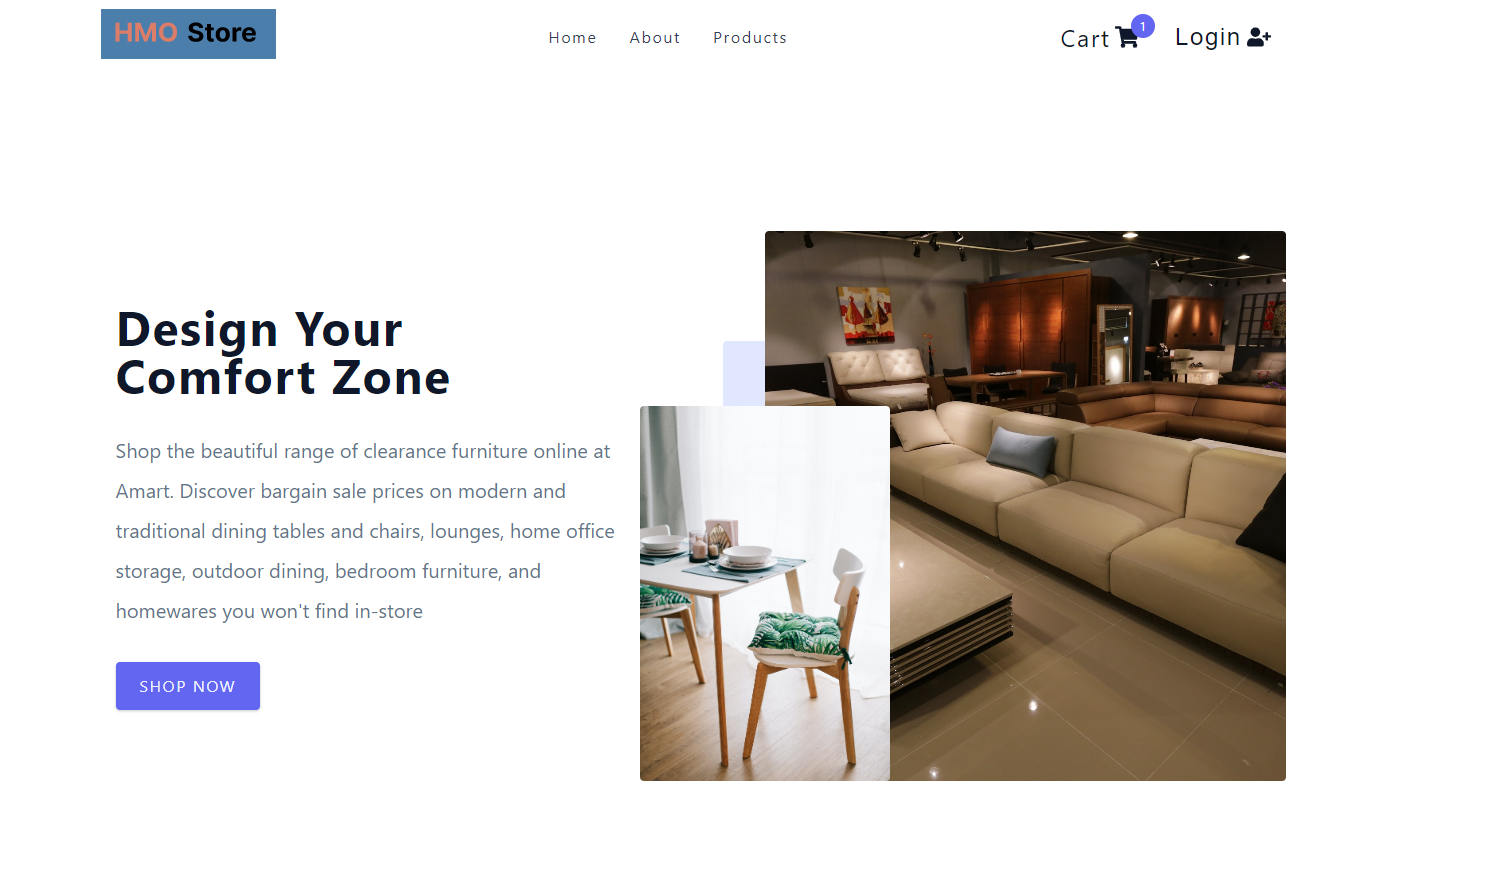 HMO Store
Home About Products
Cart 1 Login
Design Your
Comfort Zone
Shop the beautiful range of clearance furniture online at
Amart. Discover bargain sale prices on modern and
traditional dining tables and chairs, lounges, home office
storage, outdoor dining, bedroom furniture, and
homewares you won't find in-store
SHOP NOW